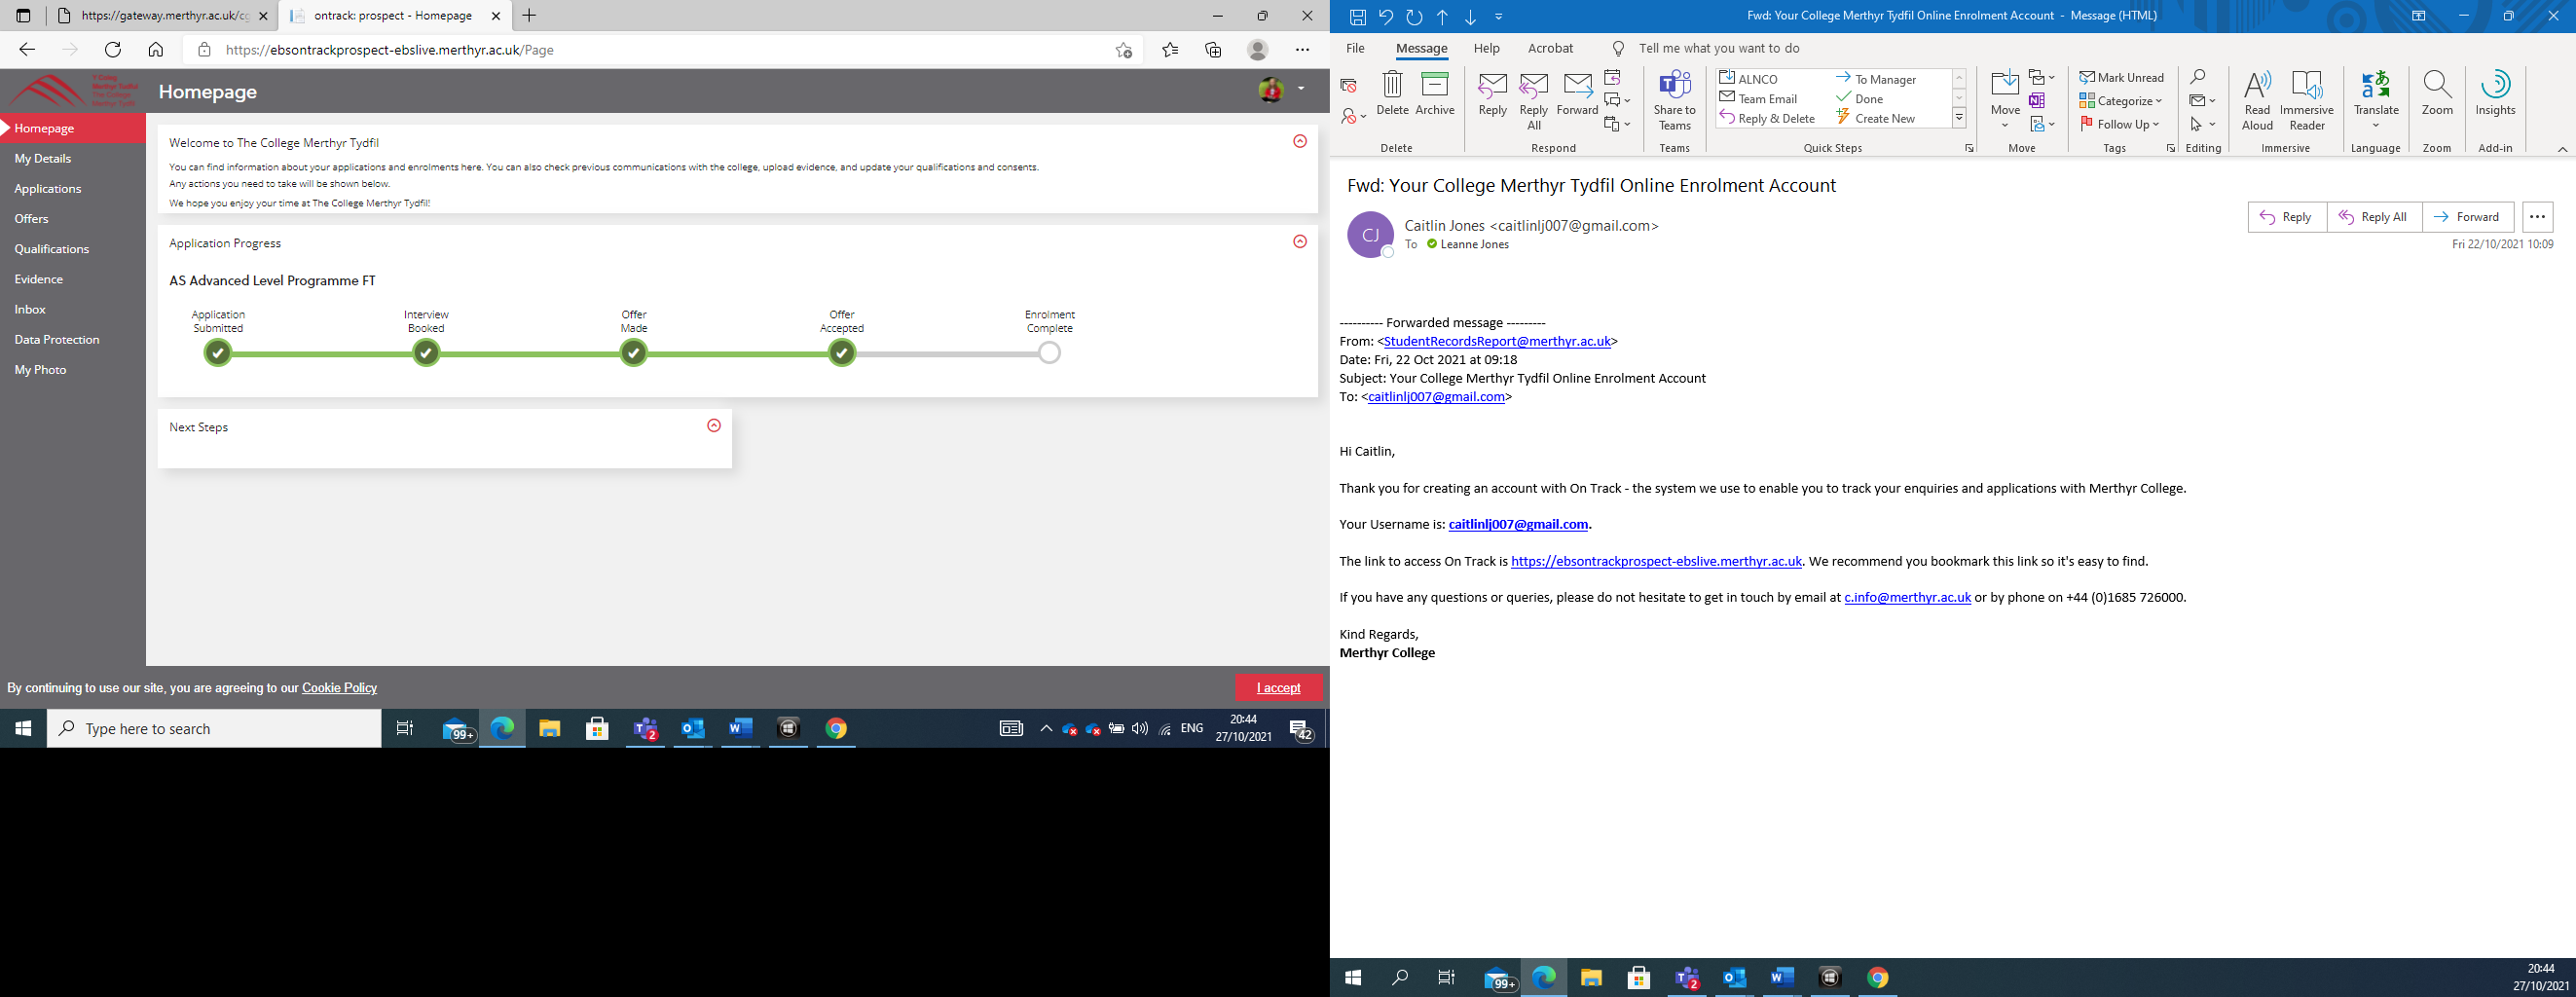 https://gateway.merthyr.ac.uk/cg
ontrack: prospect - Homepage
https://ebsontrackprospect-ebslive.merthyr.ac.uk/Page
Y Coleg
Merthyr Tudful
The College
Merthyr Tydfil
Homepage
Homepage
My Details
Applications
Offers
Qualifications
Evidence
Inbox
Data Protection
My Photo
Welcome to The College Merthyr Tydfil
You can find information about your applications and enrolments here. You can also check previous communications with the college, upload evidence, and update your qualifications and consents.
Any actions you need to take will be shown below.
We hope you enjoy your time at The College Merthyr Tydfil!
Application Progress
AS Advanced Level Programme FT
Application Submitted
Interview Booked
Offer Made
Offer Accepted
Enrolment Complete
Next Steps
By continuing to use our site, you are agreeing to our Cookie Policy
I accept
Type here to search
99+
2
ENG
20:44
27/10/2021
42
Fwd: Your College Merthyr Tydfil Online Enrolment Account - Message (HTML)
File Message Help Acrobat Tell me what you want to do
Delete Archive
Delete
Reply Reply All Forward
Respond
Share to Teams
Teams
ALNCO
Team Email
Reply & Delete
To Manager
Done
Create New
Quick Steps
Move
Move
Mark Unread
Categorize
Follow Up
Tags
Editing
Read Aloud Immersive Reader
Immersive
Translate
Language
Zoom
Zoom
Insights
Add-in
Fwd: Your College Merthyr Tydfil Online Enrolment Account
CJ
Caitlin Jones <caitlinlj007@gmail.com>
To Leanne Jones
Reply Reply All Forward
Fri 22/10/2021 10:09
---------- Forwarded message ---------
From: <StudentRecordsReport@merthyr.ac.uk>
Date: Fri, 22 Oct 2021 at 09:18
Subject: Your College Merthyr Tydfil Online Enrolment Account
To: <caitlinlj007@gmail.com>
Hi Caitlin,
Thank you for creating an account with On Track - the system we use to enable you to track your enquiries and applications with Merthyr College.
Your Username is: caitlinlj007@gmail.com.
The link to access On Track is https://ebsontrackprospect-ebslive.merthyr.ac.uk. We recommend you bookmark this link so it's easy to find.
If you have any questions or queries, please do not hesitate to get in touch by email at c.info@merthyr.ac.uk or by phone on +44 (0)1685 726000.
Kind Regards,
Merthyr College
99+
2
20:44
27/10/2021